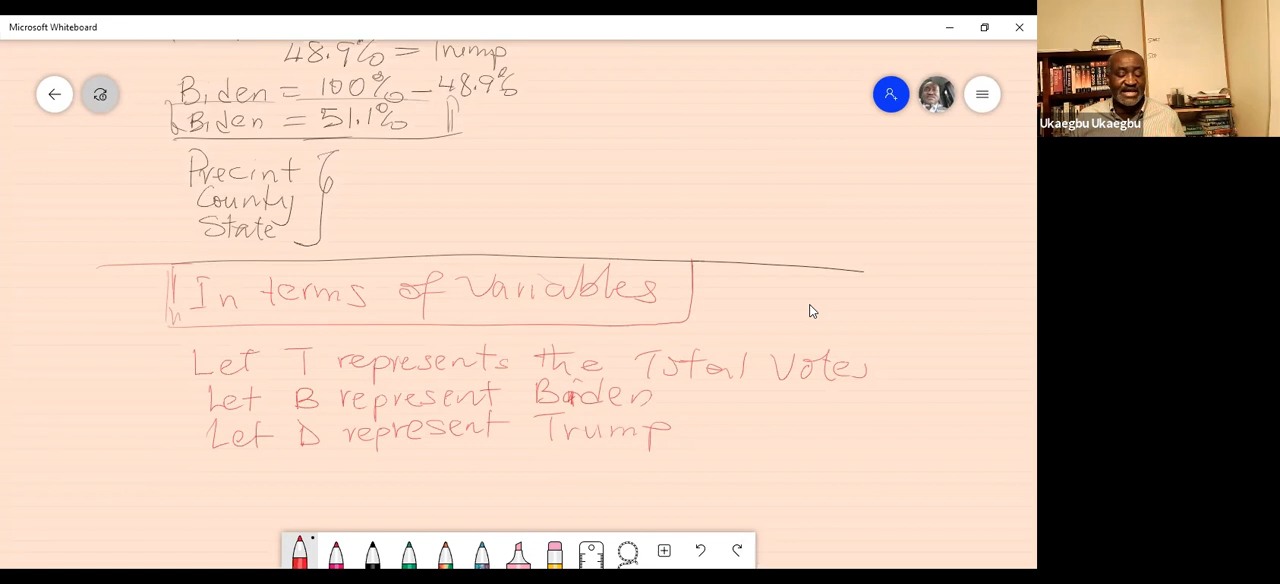 Microsoft Whiteboard
48.9% = Trump
Biden = 100% - 48.9%
Biden = 51.1%
Precint
County
State
In terms of Variables
Let T represents the Total Votes
Let B represent Biden
Let D represent Trump
Ukaegbu Ukaegbu